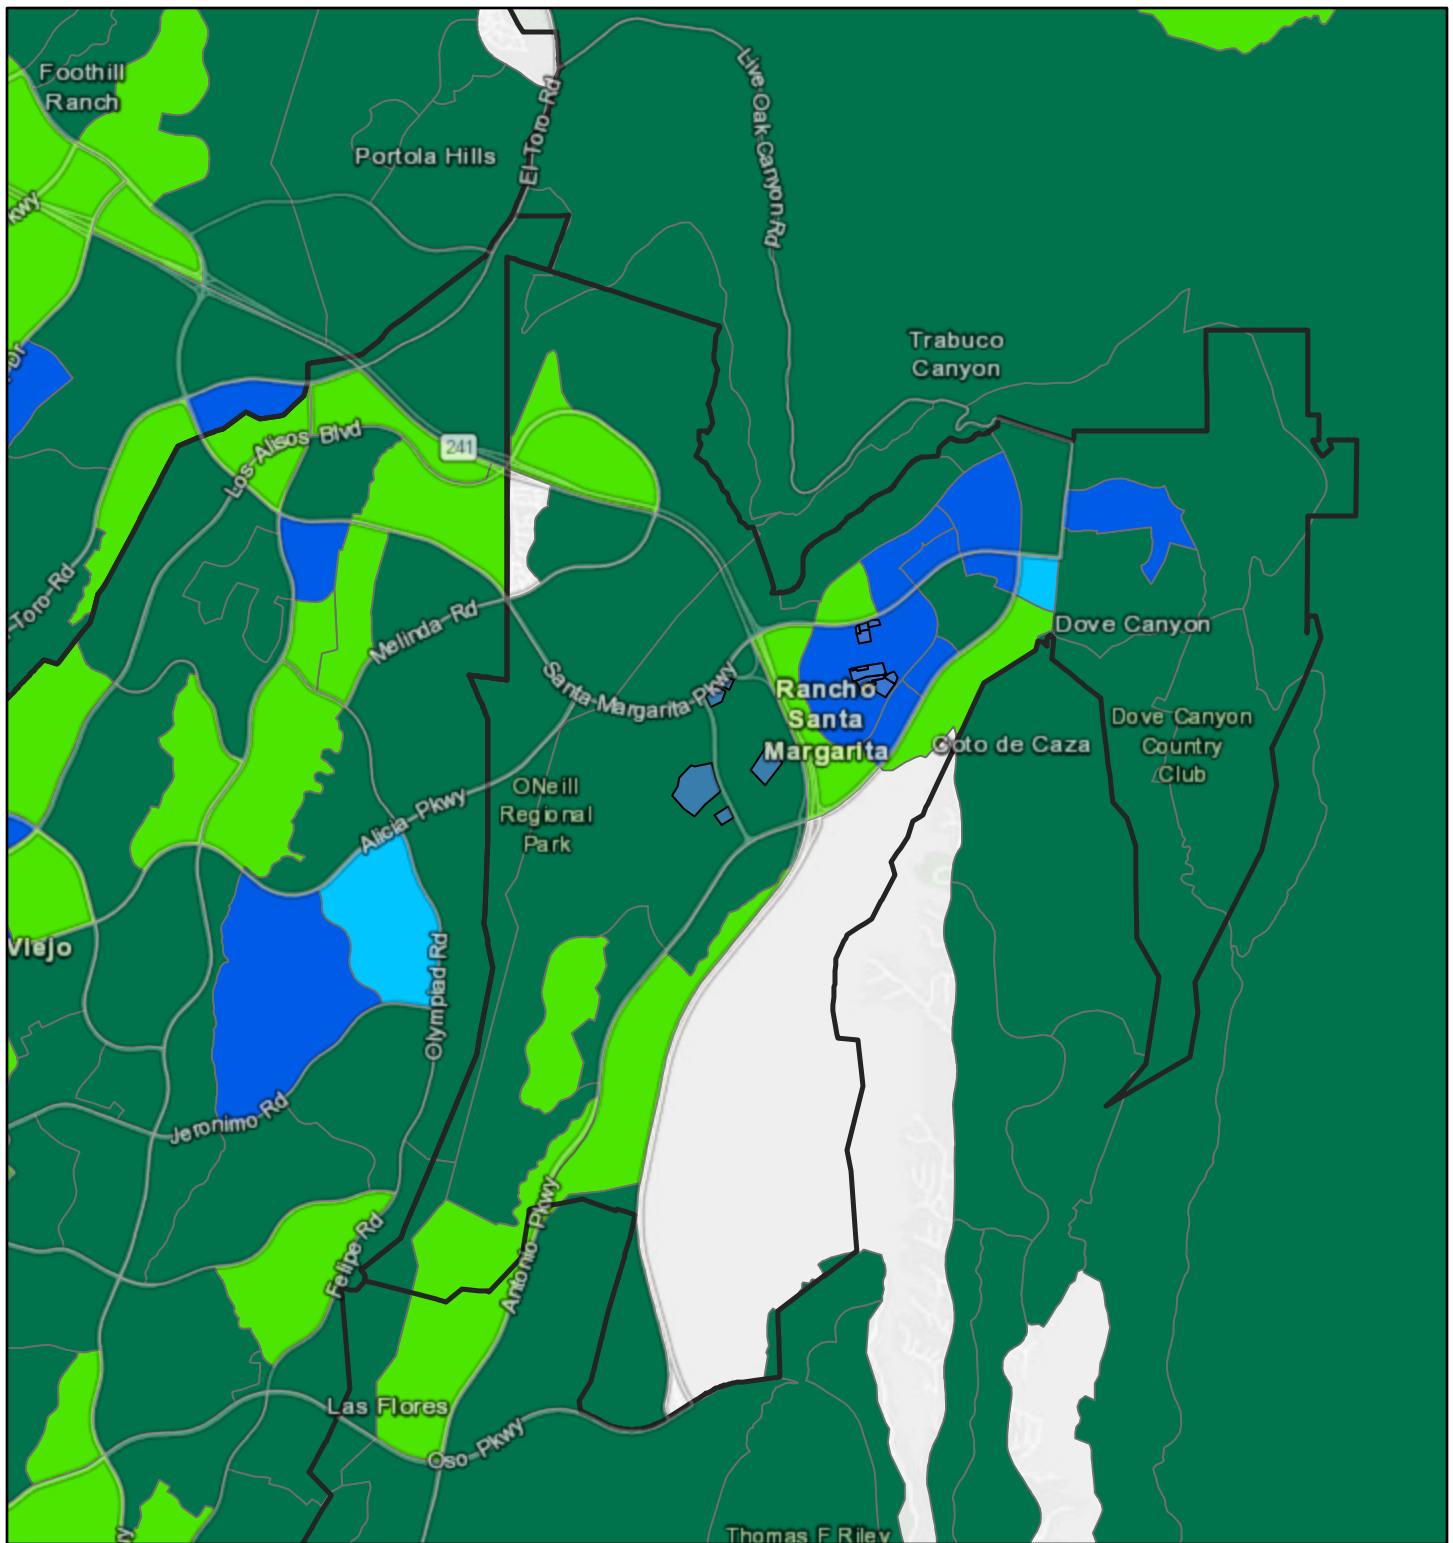 Foothill
Ranch
Portola Hills
El Toro Rd
Live Oak Canyon Rd
kwy
Trabuco
Canyon
241
Los Alisos Blvd
Toro Rd
Melinda Rd
Dove Canyon
Santa Margarita Pkwy
Rancho
Santa
Margarita
Dove Canyon
Country
Club
Coto de Caza
ONeill
Regional
Park
Alicia Pkwy
Viejo
Olympiad Rd
Jeronimo Rd
Felipe Rd
Antonio Pkwy
Las Flores
Oso Pkwy
Thomas F Riley